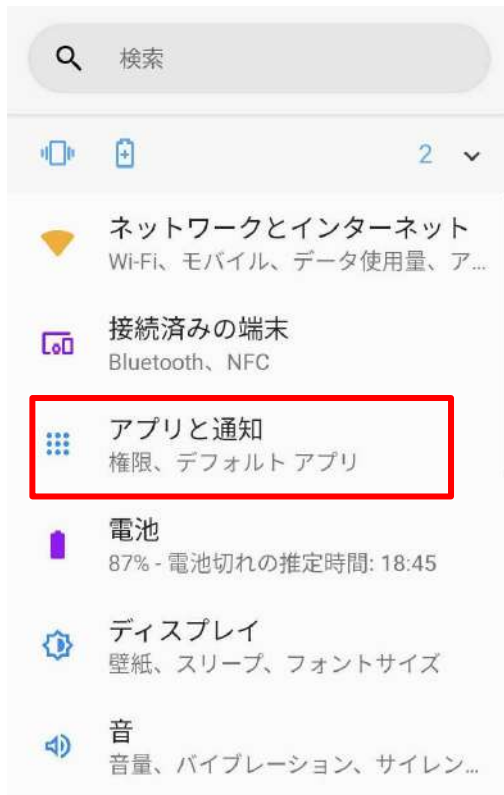 検索
2
ネットワークとインターネット
Wi-Fi、モバイル、データ使用量、ア...
接続済みの端末
Bluetooth、NFC
アプリと通知
権限、デフォルト アプリ
電池
87% - 電池切れの推定時間: 18:45
ディスプレイ
壁紙、スリープ、フォントサイズ
音
音量、バイブレーション、サイレン...